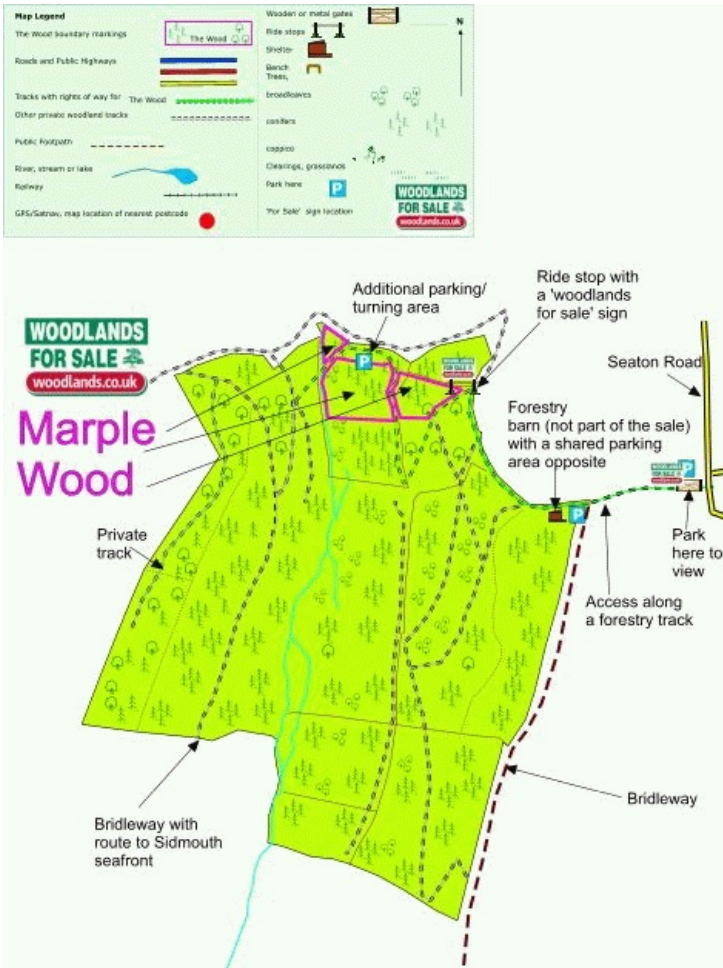 Map Legend
The Wood boundary markings
The Wood
Roads and Public Highways
Tracks with rights of way for The Wood
Other private woodland tracks
Public Footpath
River, stream or lake
Railway
GPS/Satnav, map location of nearest postcode
Wooden or metal gates
Ride stops
Shelter
Bench
Trees,
broadleaves
conifers
coppice
Clearings, grasslands
Park here
P
'For Sale' sign location
N
WOODLANDS
FOR SALE
woodlands.co.uk
WOODLANDS
FOR SALE
woodlands.co.uk
Marple
Wood
Additional parking/
turning area
P
Ride stop with
a 'woodlands
for sale' sign
Seaton Road
Forestry
barn (not part of the sale)
with a shared parking
area opposite
P
P
Park
here to
view
Access along
a forestry track
Private
track
Bridleway
Bridleway with
route to Sidmouth
seafront